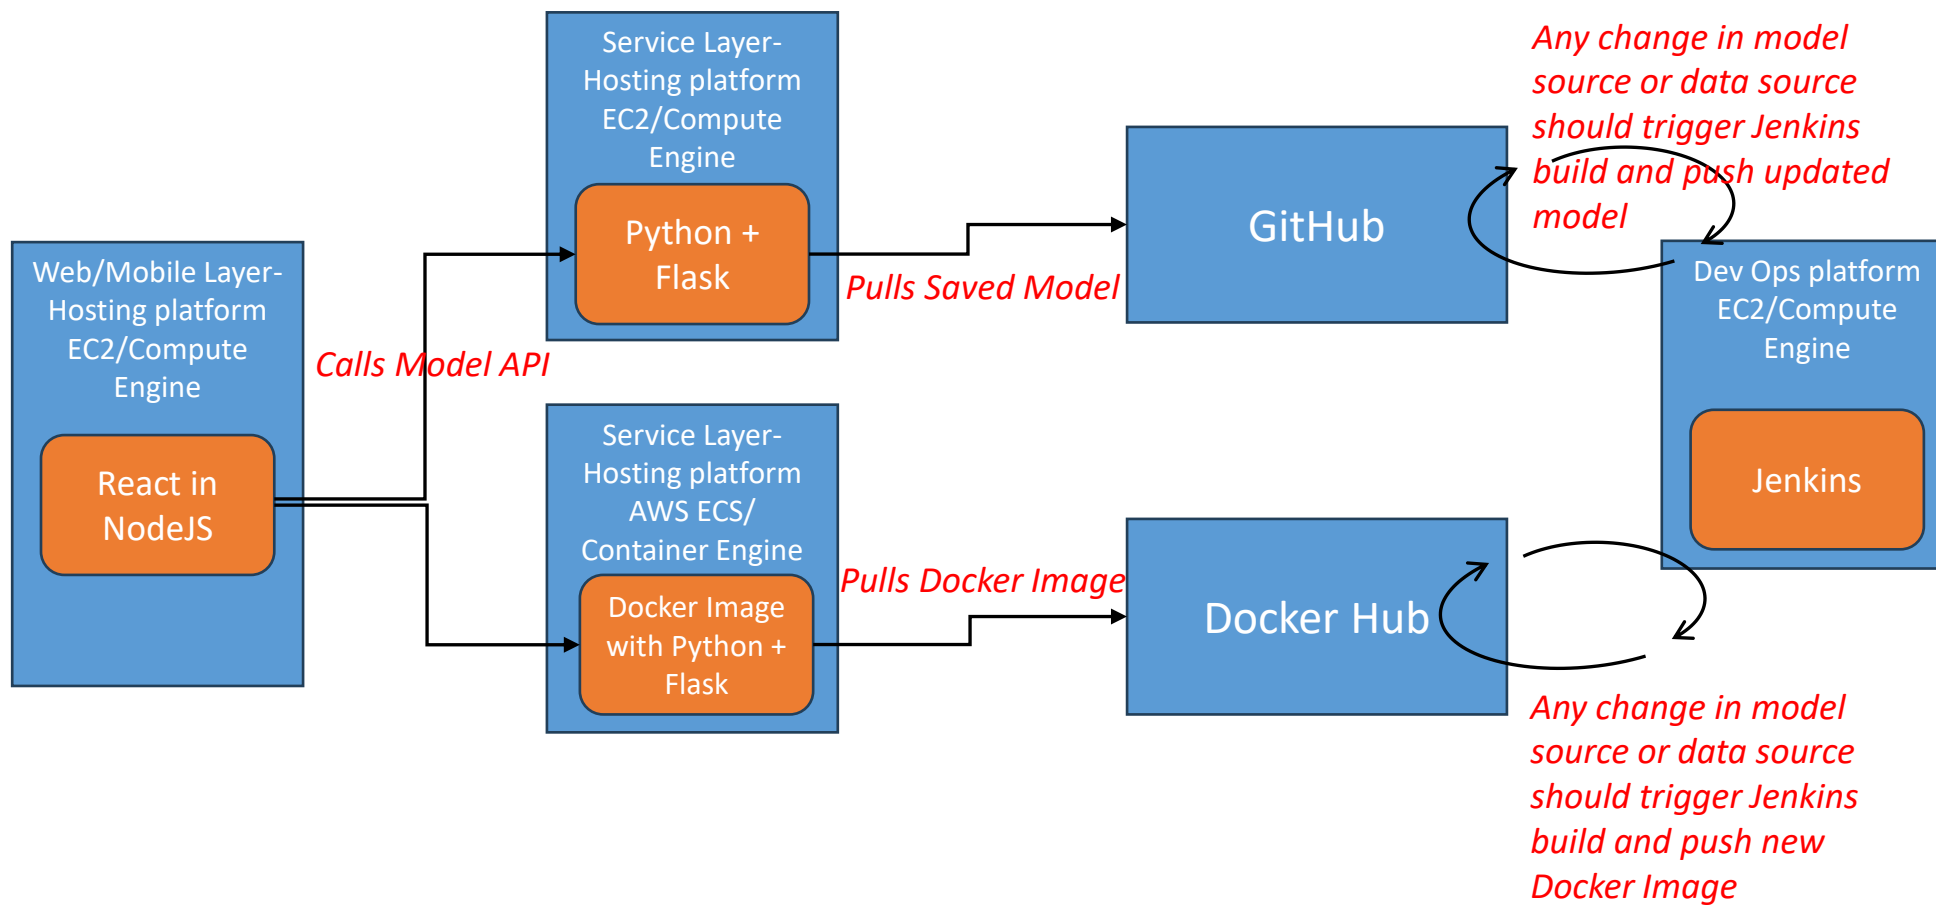 Web/Mobile Layer-
Hosting platform
EC2/Compute
Engine
React in
NodeJS
Calls Model API
Service Layer-
Hosting platform
EC2/Compute
Engine
Python +
Flask
Pulls Saved Model
GitHub
Any change in model
source or data source
should trigger Jenkins
build and push updated
model
Dev Ops platform
EC2/Compute
Engine
Jenkins
Service Layer-
Hosting platform
AWS ECS/
Container Engine
Docker Image
with Python +
Flask
Pulls Docker Image
Docker Hub
Any change in model
source or data source
should trigger Jenkins
build and push new
Docker Image